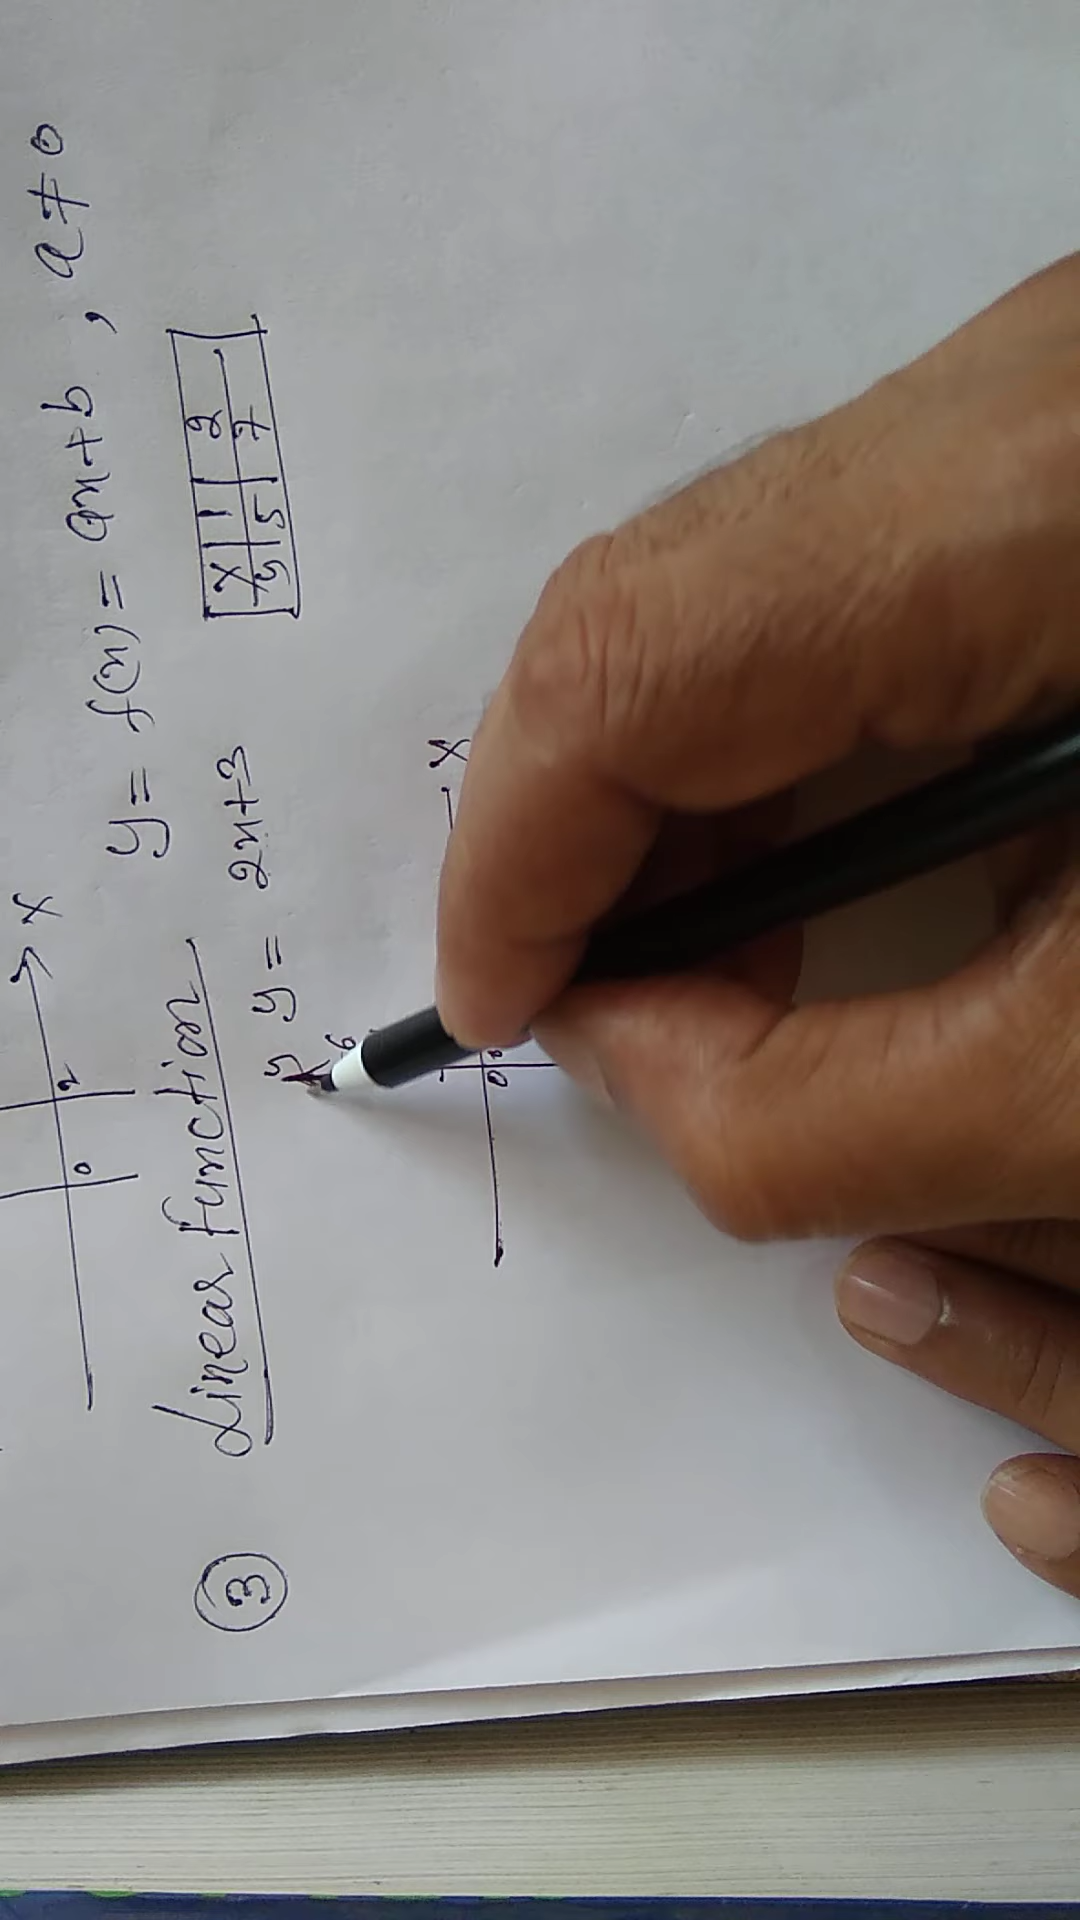 0 2 X
③ Linear function y = f(x) = ax+b , a ≠ 0
y = 2x+3
X 1 2
y 5 7
y
6
X
0